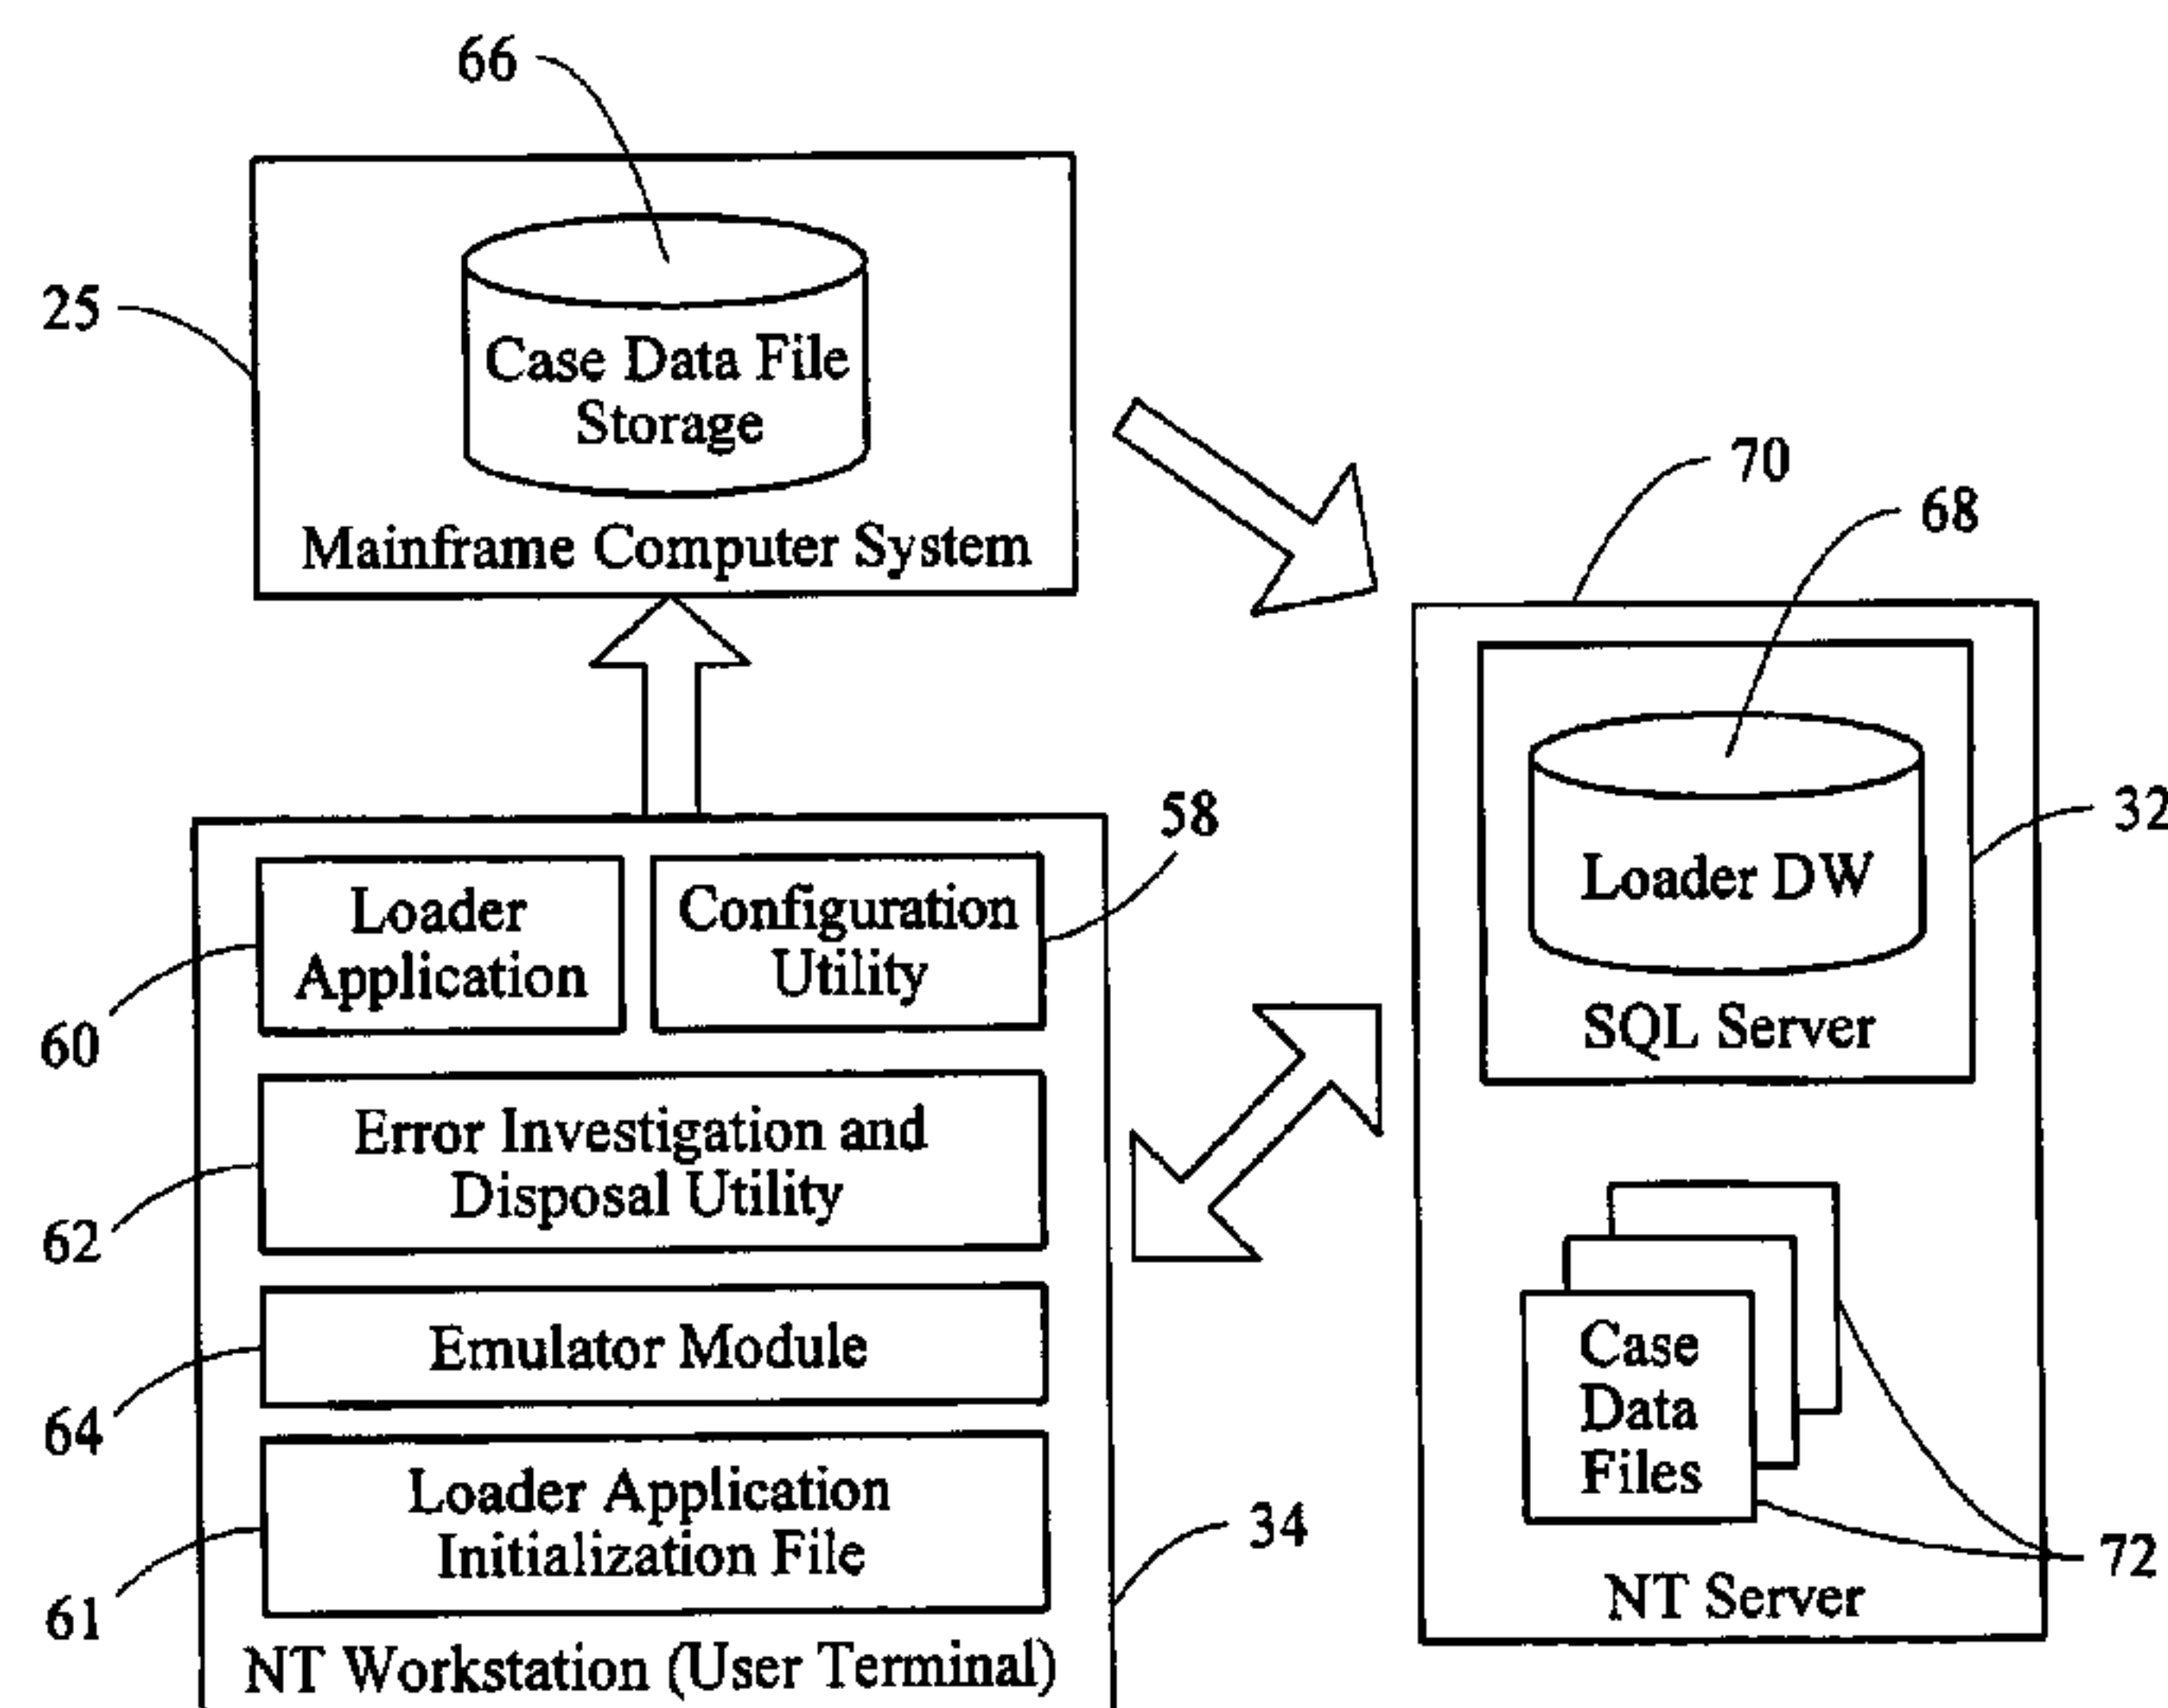 66
25
Case Data File
Storage
Mainframe Computer System
70
68
Loader DW
SQL Server
32
58
Loader
Application
Configuration
Utility
60
Error Investigation and
Disposal Utility
62
Emulator Module
64
Loader Application
Initialization File
61
34
NT Workstation (User Terminal)
Case
Data
Files
72
NT Server